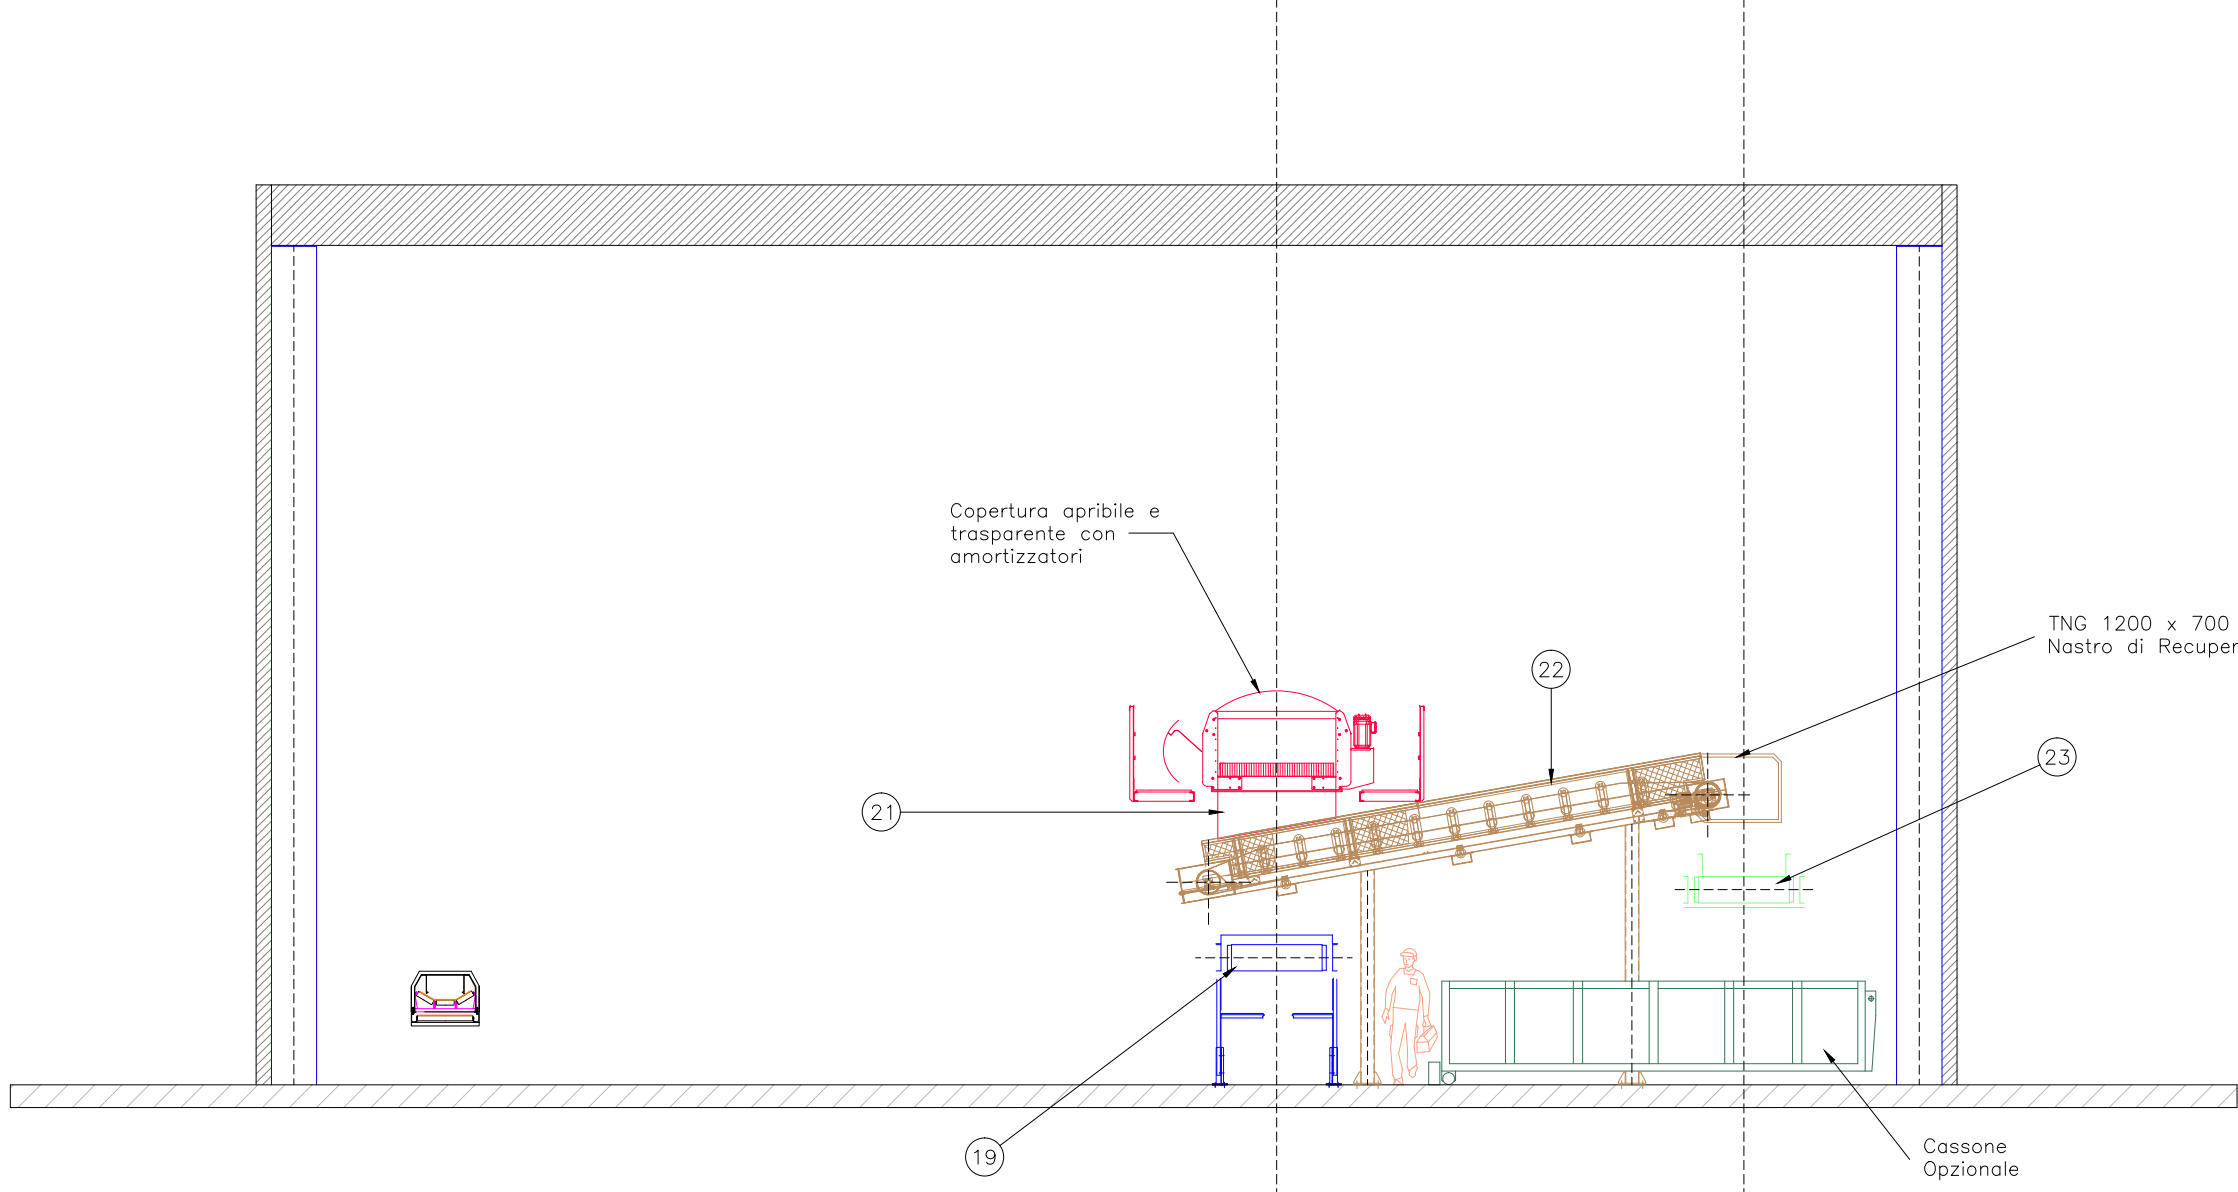 Copertura apribile e
trasparente con
amortizzatori
TNG 1200 x 700
Nastro di Recuper
22
23
21
19
Cassone
Opzionale